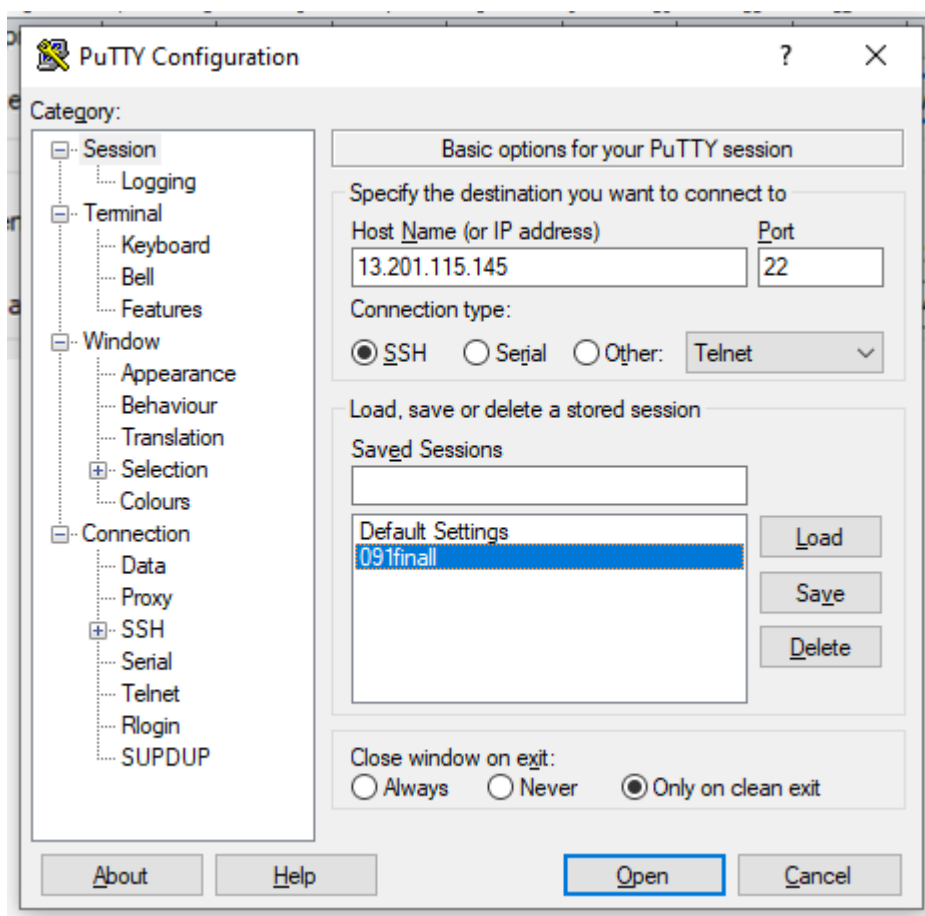 PuTTY Configuration
?
Category:
Session
Logging
Terminal
Keyboard
Bell
Features
Window
Appearance
Behaviour
Translation
Selection
Colours
Connection
Data
Proxy
SSH
Serial
Telnet
Rlogin
SUPDUP
Basic options for your PuTTY session
Specify the destination you want to connect to
Host Name (or IP address) Port
13.201.115.145 22
Connection type:
SSH Serial Other: Telnet
Load, save or delete a stored session
Saved Sessions
Default Settings
091finall
Load
Save
Delete
Close window on exit:
Always Never Only on clean exit
About Help Open Cancel